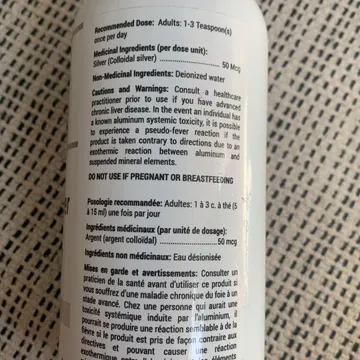 Recommended Dose: Adults: 1-3 Teaspoon(s)
once per day
Medicinal Ingredients (per dose unit):
Silver (Colloidal silver) ........................ 50 Mcg
Non-Medicinal Ingredients: Deionized water
Cautions and Warnings: Consult a healthcare
practitioner prior to use if you have advanced
chronic liver disease. In the event an individual has
a known aluminum systemic toxicity, it is possible
to experience a pseudo-fever reaction if the
product is taken contrary to directions due to an
exothermic reaction between aluminum and
suspended mineral elements.
DO NOT USE IF PREGNANT OR BREASTFEEDING
Posologie recommandée: Adultes: 1 à 3 c. à thé (5
à 15 ml) une fois par jour
Ingrédients médicinaux (par unité de dosage):
Argent (argent colloïdal) ........................ 50 mcg
Ingrédients non médicinaux: Eau désionisée
Mises en garde et avertissements: Consulter un
praticien de la santé avant d'utiliser ce produit si
vous souffrez d'une maladie chronique du foie à un
stade avancé. Chez une personne qui aurait une
toxicité systémique induite par l'aluminium, il
pourrait se produire une réaction semblable à de la
fièvre si le produit est pris de façon contraire aux
directives et pouvant causer une réaction
exothermique